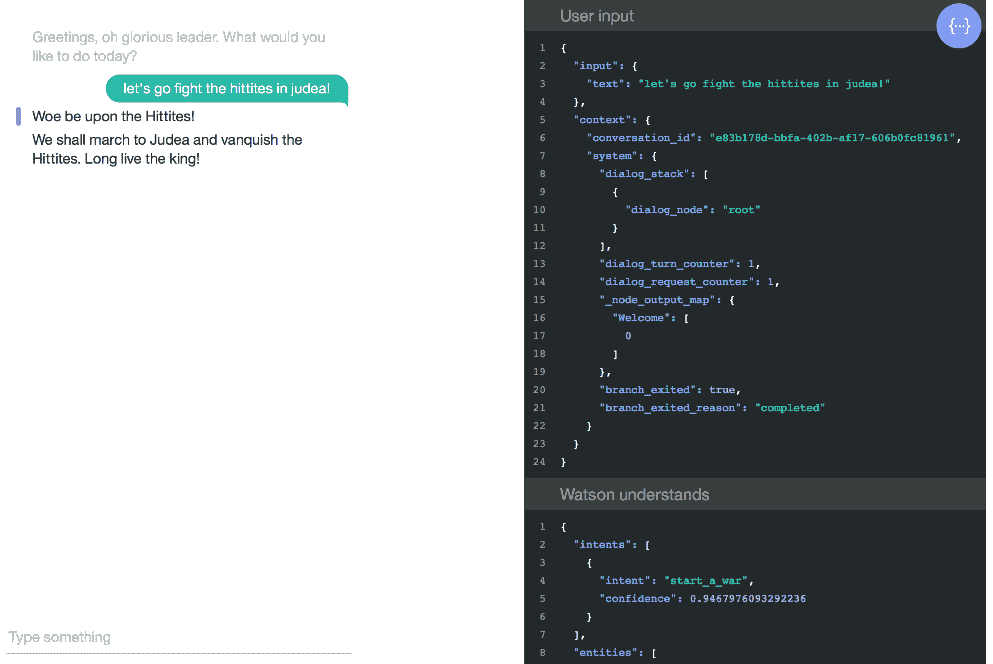 Greetings, oh glorious leader. What would you
like to do today?
let's go fight the hittites in judea!
Woe be upon the Hittites!
We shall march to Judea and vanquish the
Hittites. Long live the king!
Type something
User input
{···}
1 {
2 "input": {
3 "text": "let's go fight the hittites in judea!"
4 },
5 "context": {
6 "conversation_id": "e83b178d-bbfa-402b-af17-606b0fc81961",
7 "system": {
8 "dialog_stack": [
9 {
10 "dialog_node": "root"
11 }
12 ],
13 "dialog_turn_counter": 1,
14 "dialog_request_counter": 1,
15 "_node_output_map": {
16 "Welcome": [
17 0
18 ]
19 },
20 "branch_exited": true,
21 "branch_exited_reason": "completed"
22 }
23 }
24 }
Watson understands
1 {
2 "intents": [
3 {
4 "intent": "start_a_war",
5 "confidence": 0.9467976093292236
6 }
7 ],
8 "entities": [